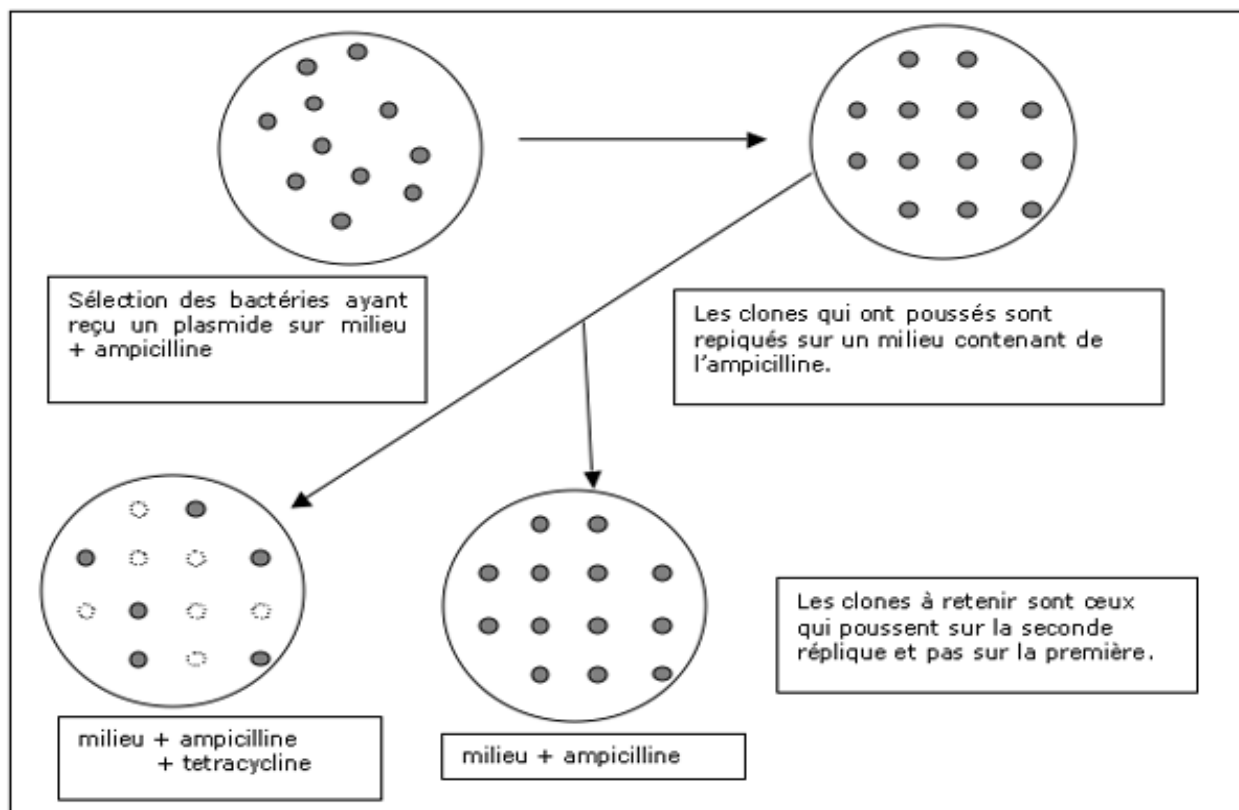 Sélection des bactéries ayant
reçu un plasmide sur milieu
+ ampicilline
Les clones qui ont poussés sont
repiqués sur un milieu contenant de
l'ampicilline.
milieu + ampicilline
+ tetracycline
milieu + ampicilline
Les clones à retenir sont ceux
qui poussent sur la seconde
réplique et pas sur la première.